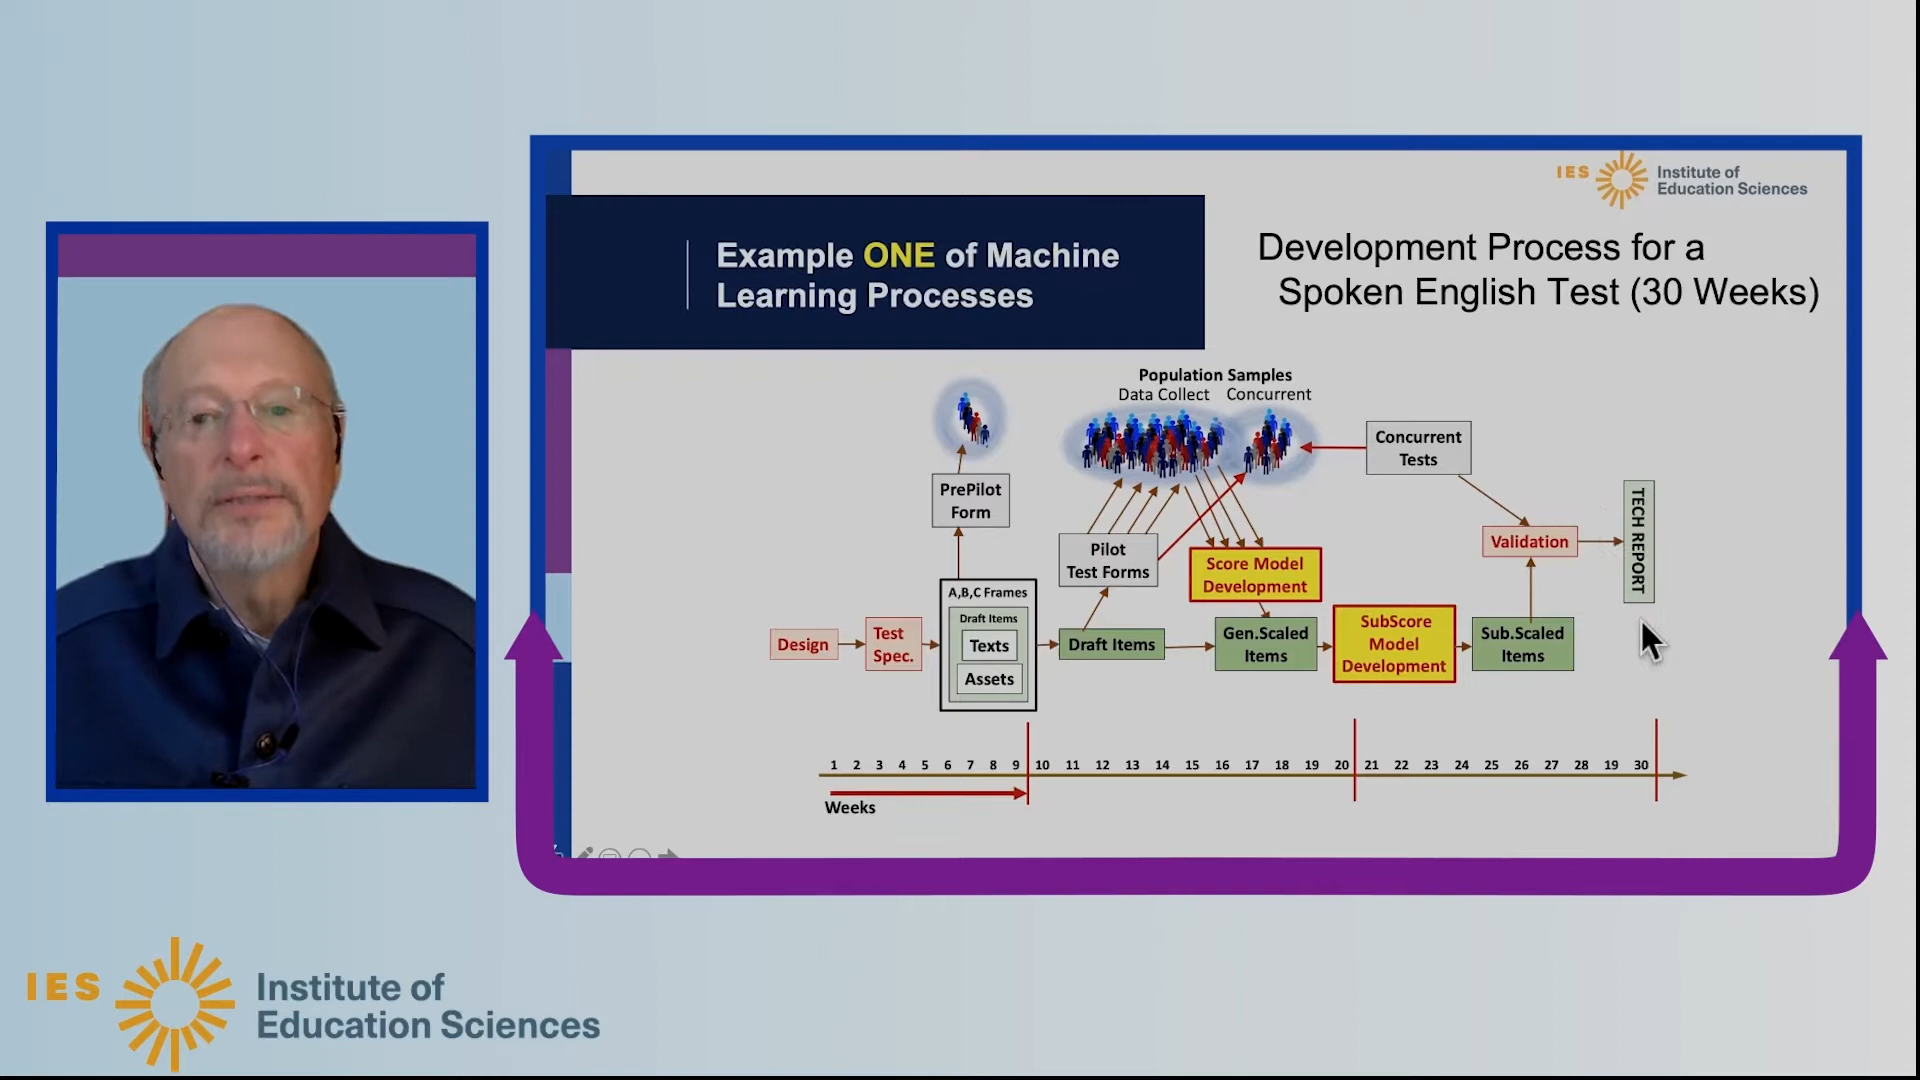 IES
Institute of
Education Sciences
Example ONE of Machine
Learning Processes
Development Process for a
Spoken English Test (30 Weeks)
Population Samples
Data Collect Concurrent
Concurrent
Tests
PrePilot
Form
TECH REPORT
Pilot
Test Forms
Validation
Score Model
Development
A,B,C Frames
Draft Items
Texts
Assets
Design
Test
Spec.
Draft Items
Gen.Scaled
Items
SubScore
Model
Development
Sub.Scaled
Items
1 2 3 4 5 6 7 8 9 10 11 12 13 14 15 16 17 18 19 20 21 22 23 24 25 26 27 28 19 30
Weeks
IES
Institute of
Education Sciences